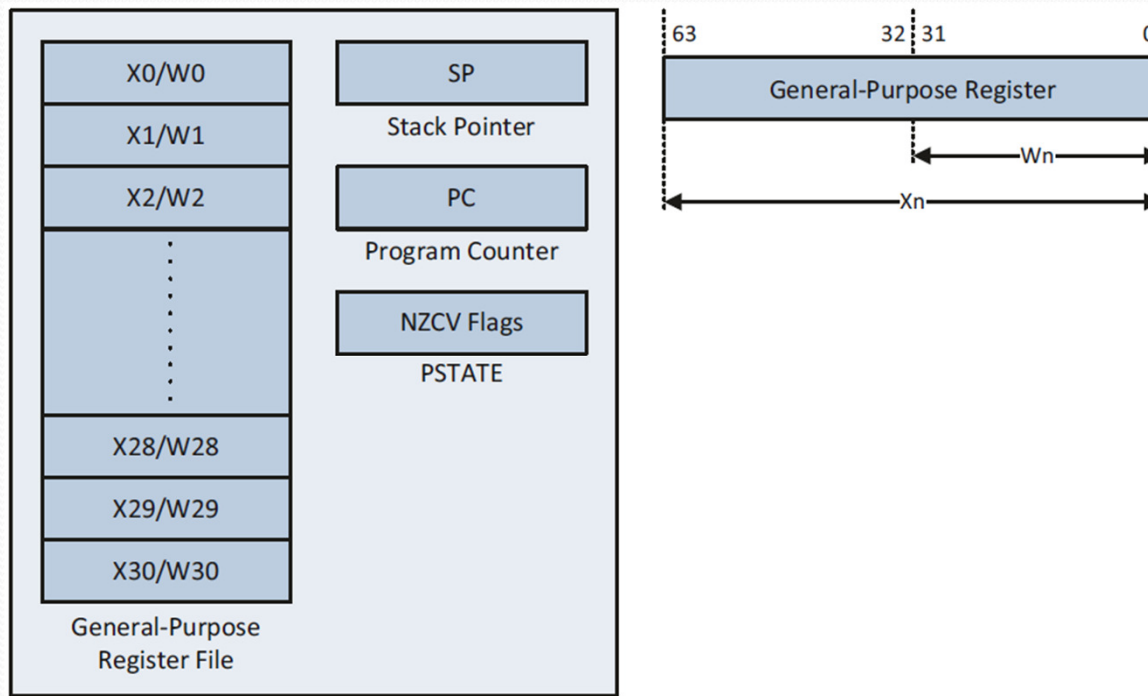 X0/W0
X1/W1
X2/W2
X28/W28
X29/W29
X30/W30
General-Purpose
Register File
SP
Stack Pointer
PC
Program Counter
NZCV Flags
PSTATE
63 32 31 0
General-Purpose Register
Wn
Xn